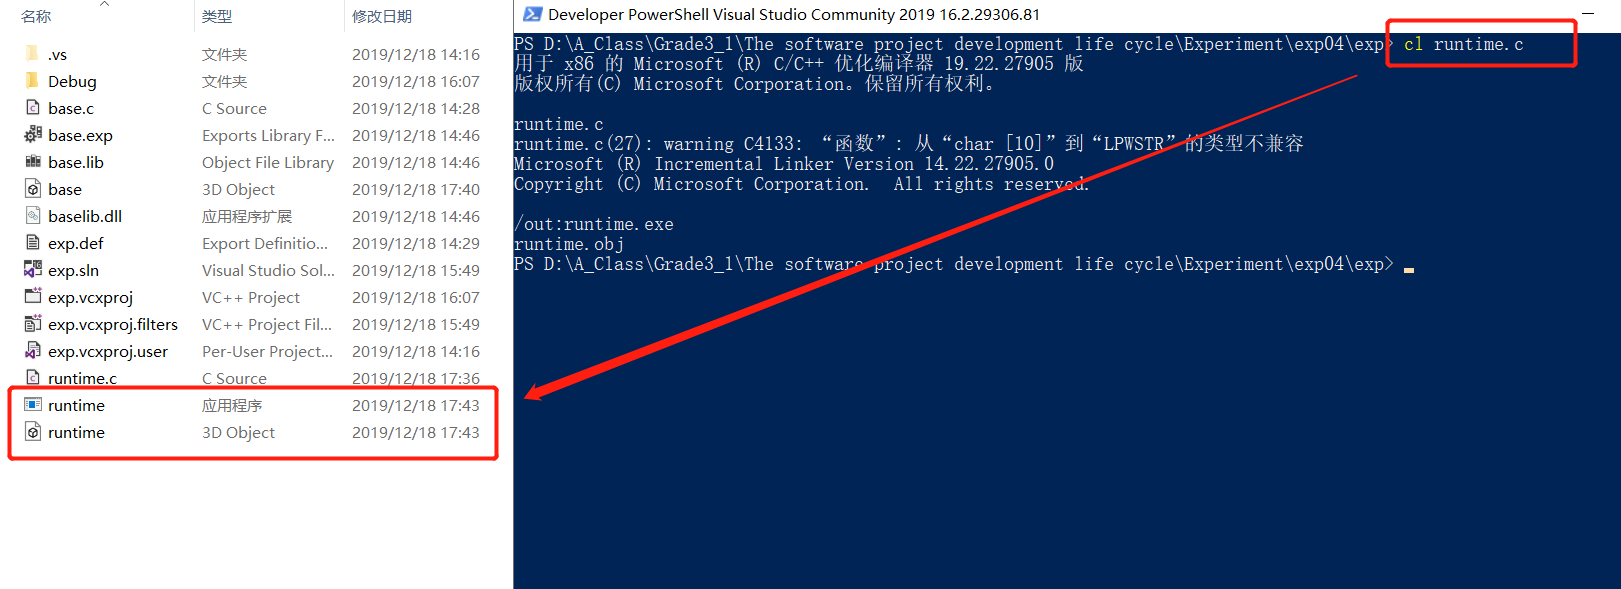 名称 类型 修改日期
.vs 文件夹 2019/12/18 14:16
Debug 文件夹 2019/12/18 16:07
base.c C Source 2019/12/18 14:28
base.exp Exports Library F... 2019/12/18 14:46
base.lib Object File Library 2019/12/18 14:46
base 3D Object 2019/12/18 17:40
baselib.dll 应用程序扩展 2019/12/18 14:46
exp.def Export Definitio... 2019/12/18 14:29
exp.sln Visual Studio Sol... 2019/12/18 15:49
exp.vcxproj VC++ Project 2019/12/18 16:07
exp.vcxproj.filters VC++ Project Fil... 2019/12/18 15:49
exp.vcxproj.user Per-User Project... 2019/12/18 14:16
runtime.c C Source 2019/12/18 17:36
runtime 应用程序 2019/12/18 17:43
runtime 3D Object 2019/12/18 17:43
Developer PowerShell Visual Studio Community 2019 16.2.29306.81
PS D:\A_Class\Grade3_1\The software project development life cycle\Experiment\exp04\exp> cl runtime.c
用于 x86 的 Microsoft (R) C/C++ 优化编译器 19.22.27905 版
版权所有(C) Microsoft Corporation。保留所有权利。
runtime.c
runtime.c(27): warning C4133: “函数”: 从“char [10]”到“LPWSTR”的类型不兼容
Microsoft (R) Incremental Linker Version 14.22.27905.0
Copyright (C) Microsoft Corporation.  All rights reserved.
/out:runtime.exe
runtime.obj
PS D:\A_Class\Grade3_1\The software project development life cycle\Experiment\exp04\exp>